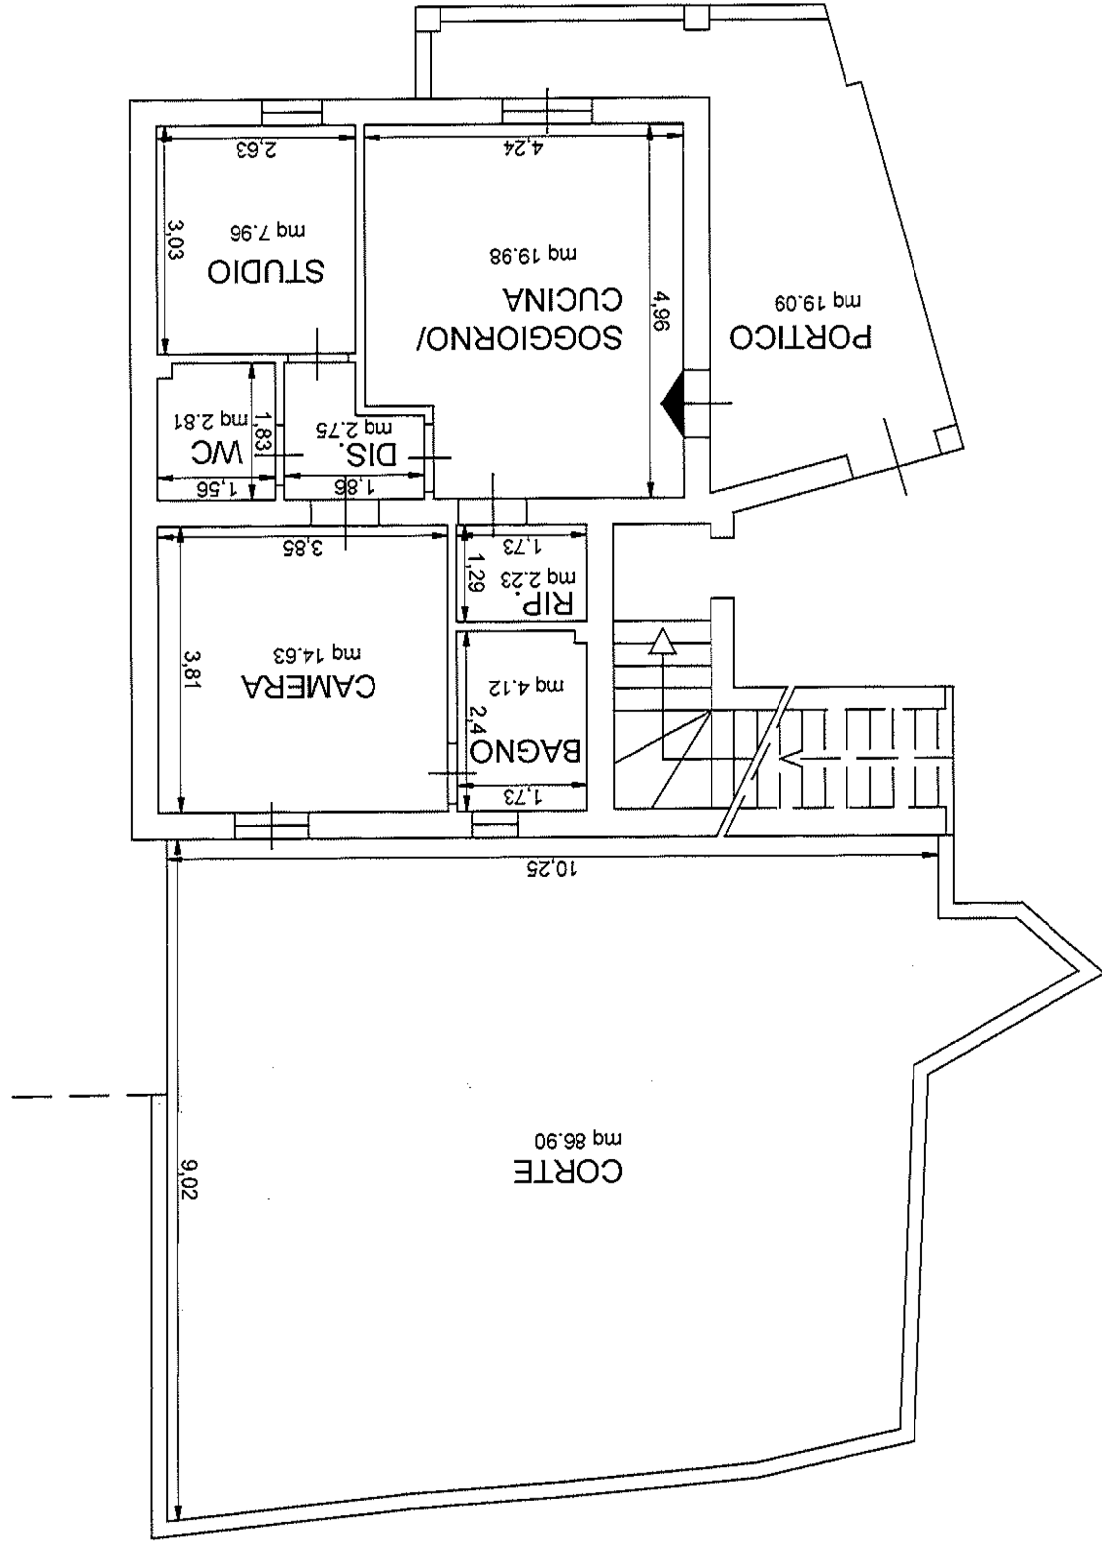 CORTE
mq 86.90
9,02
10,25
1,73
BAGNO
2,4
mq 4.12
CAMERA
mq 14.63
3,81
RIP.
mq 2.23
1,29
1,73
3,85
1,86
DIS.
mq 2.75
1,56
WC
mq 2.81
1,83
PORTICO
mq 19.09
4,96
SOGGIORNO/
CUCINA
mq 19.98
4,24
STUDIO
mq 7.96
3,03
2,63